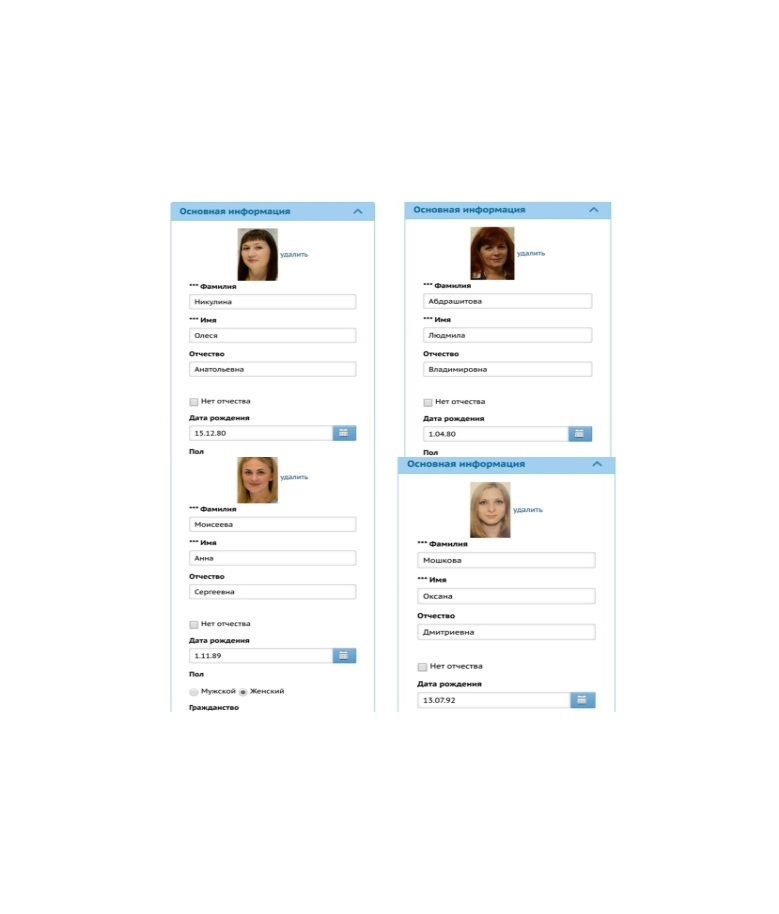 Основная информация
удалить
*** Фамилия
Никулина
*** Имя
Олеся
Отчество
Анатольевна
Нет отчества
Дата рождения
15.12.80
Пол
удалить
*** Фамилия
Моисеева
*** Имя
Анна
Отчество
Сергеевна
Нет отчества
Дата рождения
1.11.89
Пол
Мужской Женский
Гражданство
Основная информация
удалить
*** Фамилия
Абдрашитова
*** Имя
Людмила
Отчество
Владимировна
Нет отчества
Дата рождения
1.04.80
Пол
Основная информация
удалить
*** Фамилия
Мошкова
*** Имя
Оксана
Отчество
Дмитриевна
Нет отчества
Дата рождения
13.07.92